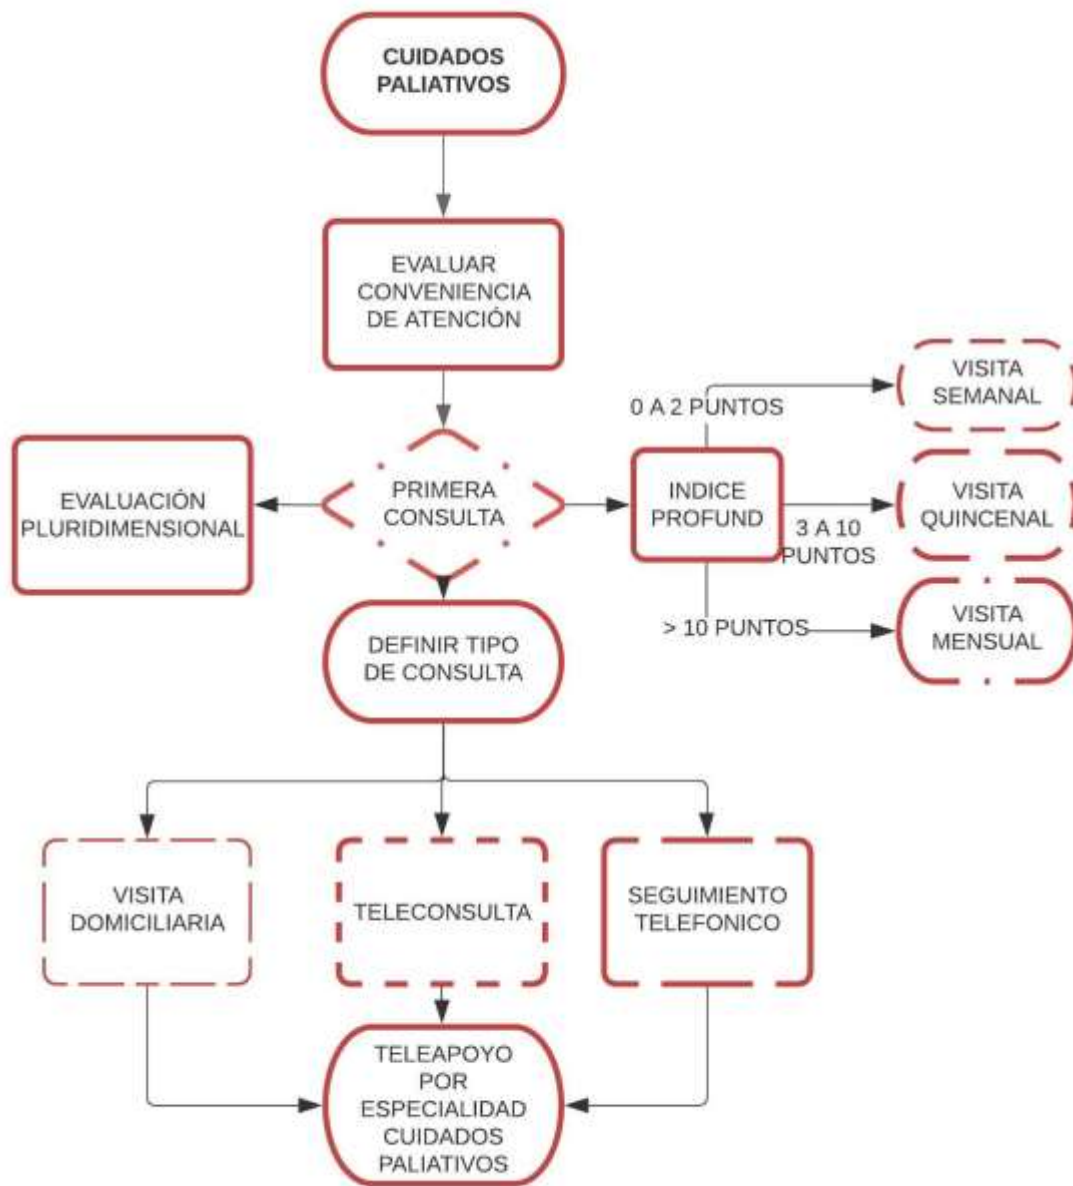 CUIDADOS
PALIATIVOS
EVALUAR
CONVENIENCIA
DE ATENCIÓN
EVALUACIÓN
PLURIDIMENSIONAL
PRIMERA
CONSULTA
INDICE
PROFUND
0 A 2 PUNTOS
VISITA
SEMANAL
3 A 10
PUNTOS
VISITA
QUINCENAL
> 10 PUNTOS
VISITA
MENSUAL
DEFINIR TIPO
DE CONSULTA
VISITA
DOMICILIARIA
TELECONSULTA
SEGUIMIENTO
TELEFONICO
TELEAPOYO
POR
ESPECIALIDAD
CUIDADOS
PALIATIVOS